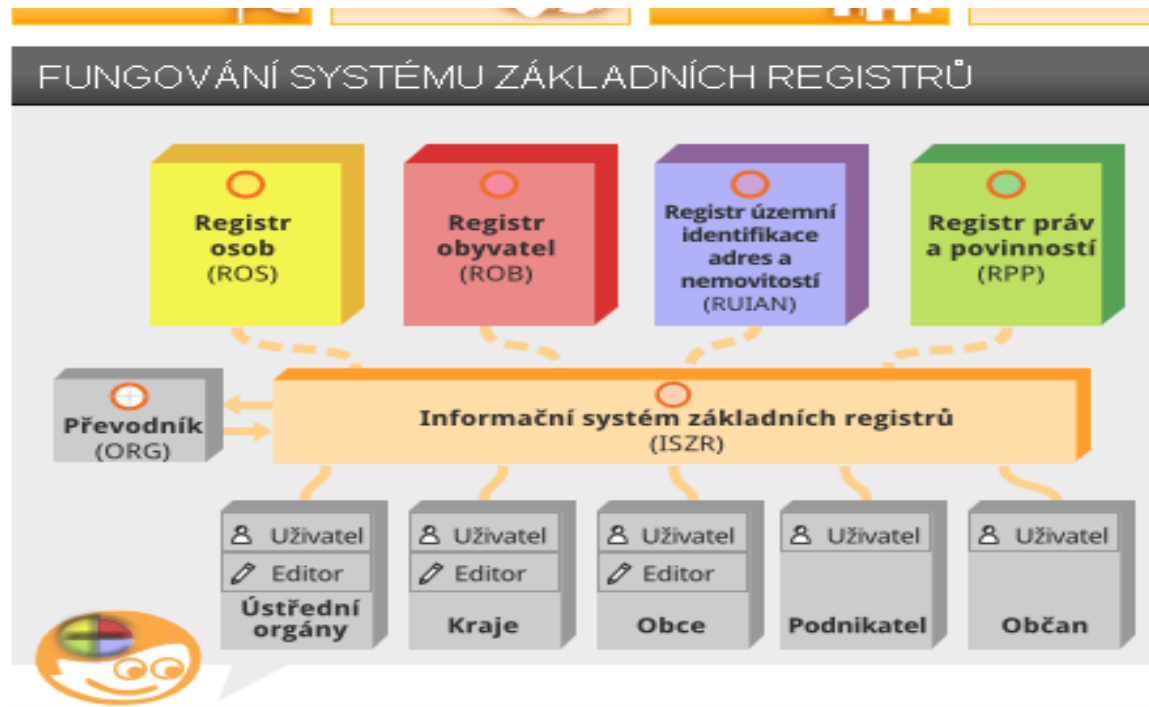 FUNGOVÁNÍ SYSTÉMU ZÁKLADNÍCH REGISTRŮ
Registr
osob
(ROS)
Registr
obyvatel
(ROB)
Registr územní
identifikace
adres a
nemovitostí
(RUIAN)
Registr práv
a povinností
(RPP)
Převodník
(ORG)
Informační systém základních registrů
(ISZR)
Uživatel
Editor
Ústřední
orgány
Uživatel
Editor
Kraje
Uživatel
Editor
Obce
Uživatel
Podnikatel
Uživatel
Občan